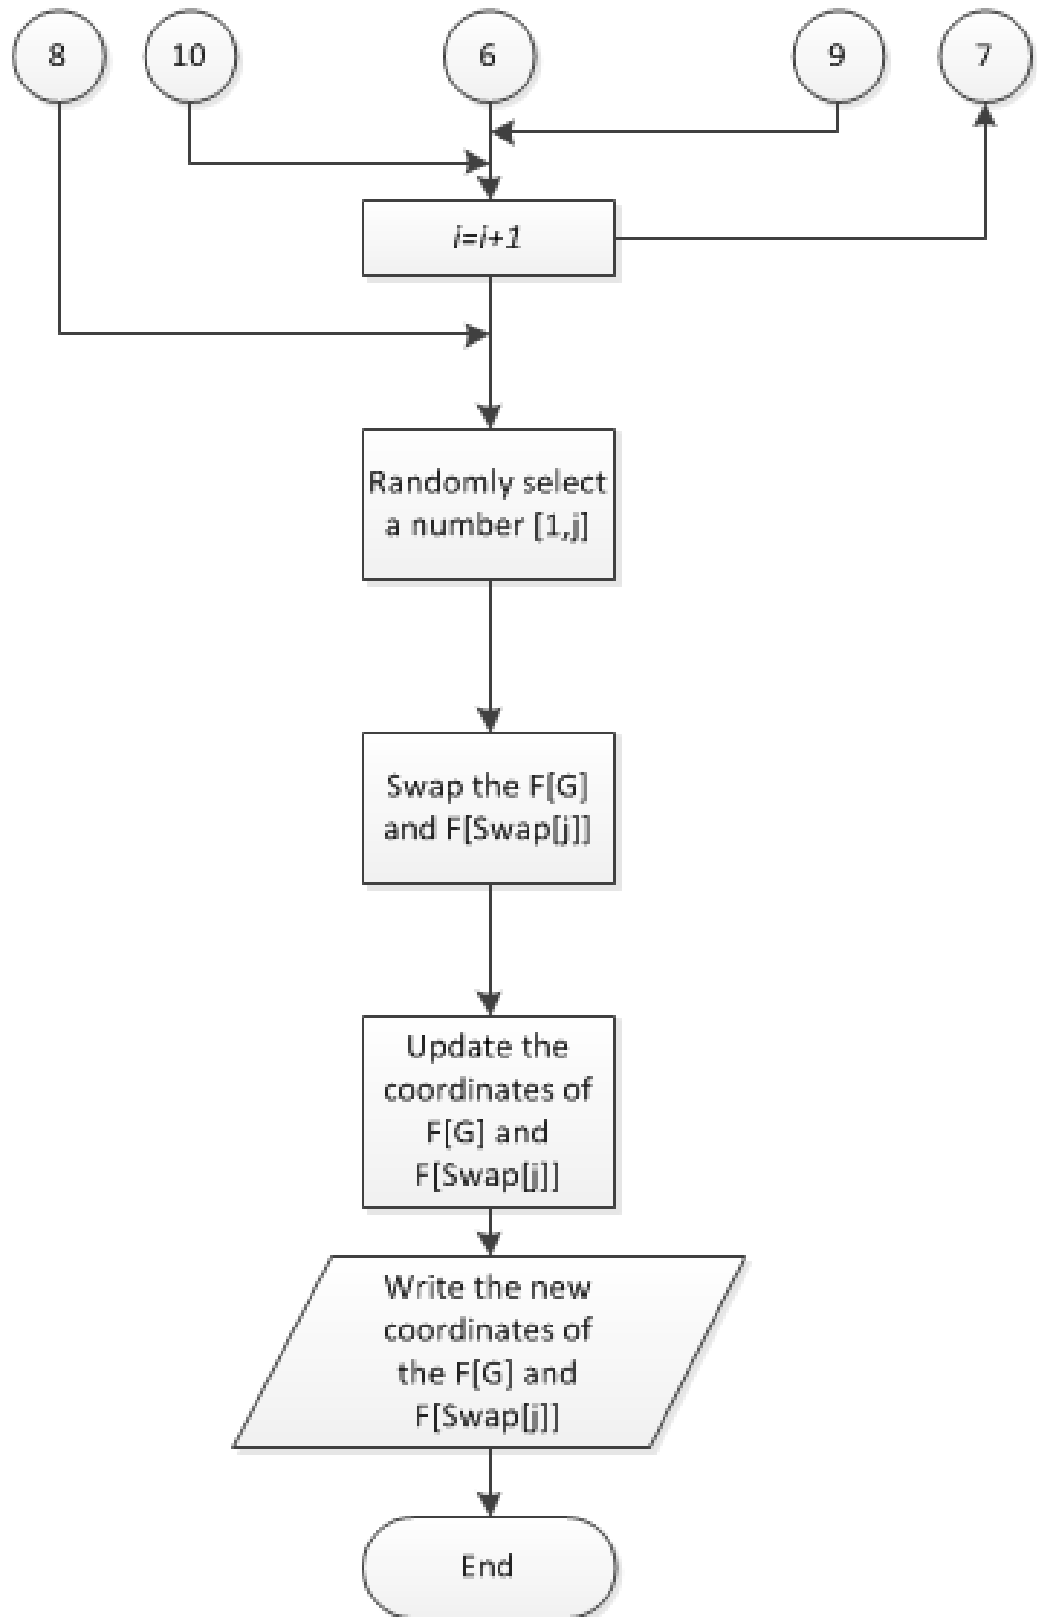 8
10
6
9
7
i=i+1
Randomly select
a number [1,j]
Swap the F[G]
and F[Swap[j]]
Update the
coordinates of
F[G] and
F[Swap[j]]
Write the new
coordinates of
the F[G] and
F[Swap[j]]
End